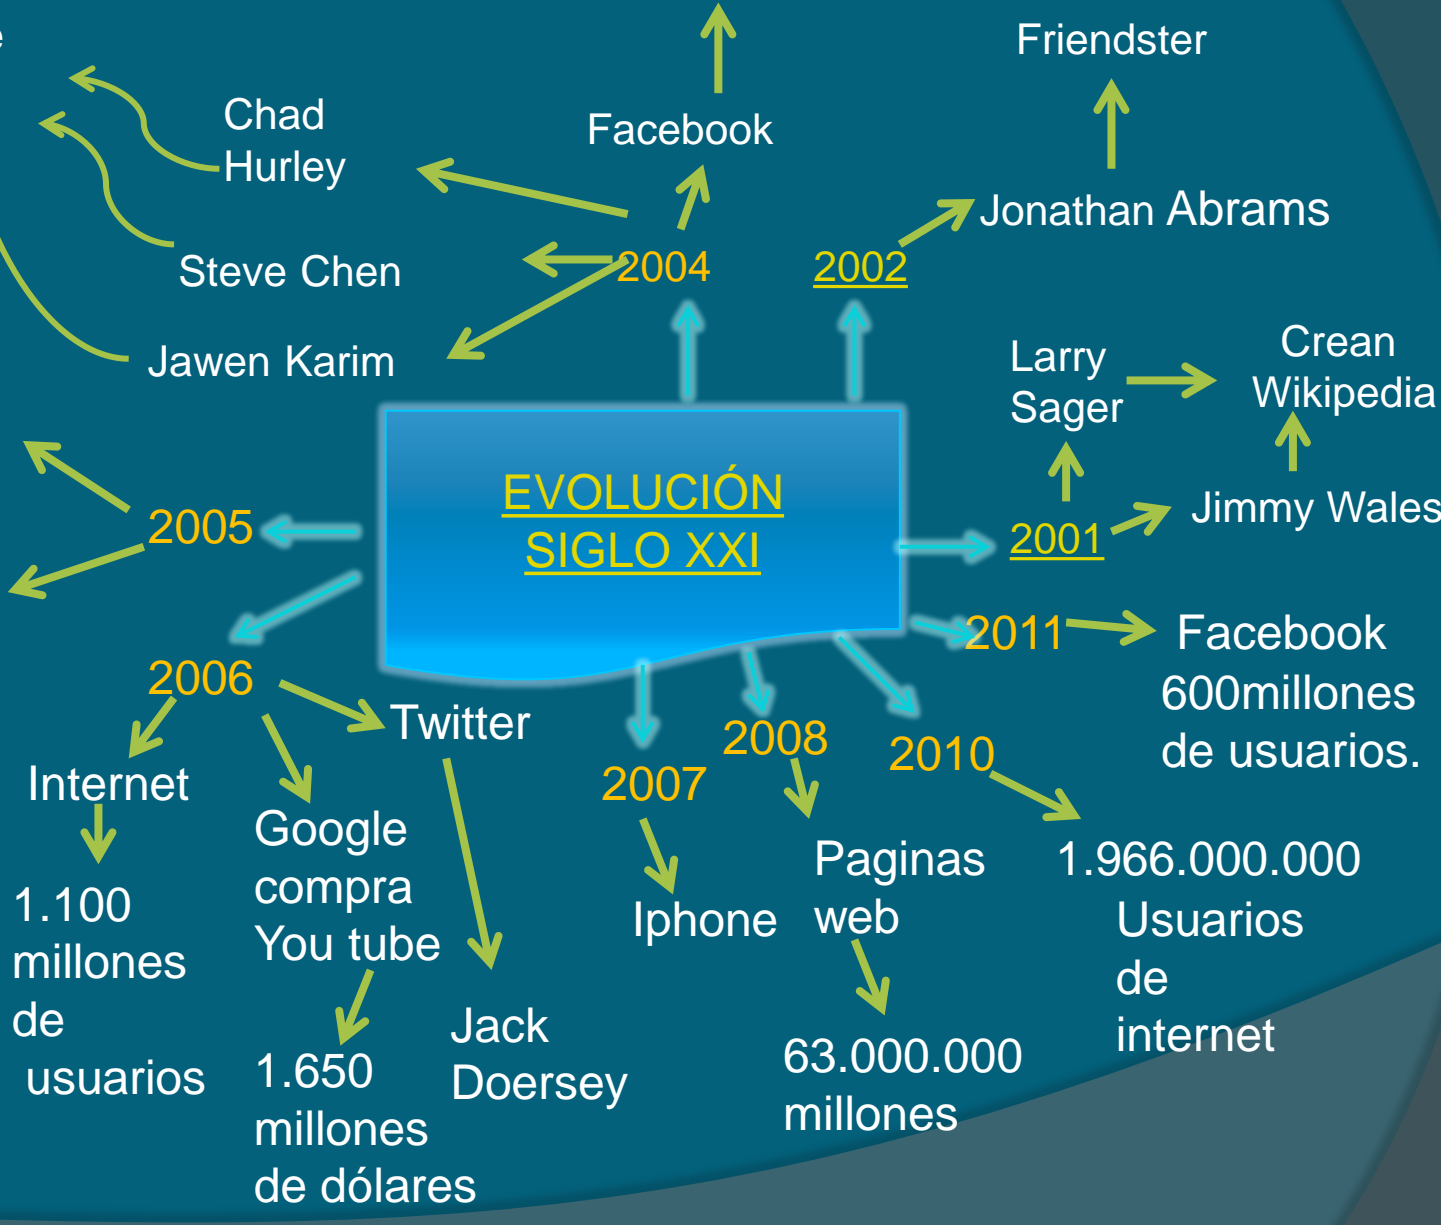 Friendster
Chad
Hurley
Facebook
Jonathan Abrams
Steve Chen
2004
2002
Jawen Karim
Larry
Sager
Crean
Wikipedia
EVOLUCIÓN
SIGLO XXI
2005
2001
Jimmy Wales
2011
Facebook
600millones
de usuarios.
2006
Twitter
2008
2010
2007
Internet
Google
compra
You tube
Paginas
web
1.966.000.000
Usuarios
de
internet
1.100
millones
de
usuarios
Iphone
Jack
Doersey
1.650
millones
de dólares
63.000.000
millones